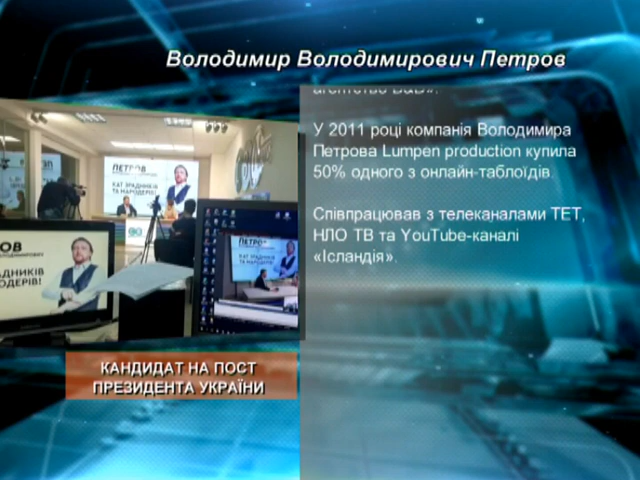 Володимир Володимирович Петров
У 2011 році компанія Володимира
Петрова Lumpen production купила
50% одного з онлайн-таблоїдів.
Співпрацював з телеканалами ТЕТ,
НЛО ТВ та YouTube-каналі
«Ісландія».
ПЕТРОВ
КАТ ЗРАДНИКІВ
ТА МАРОДЕРІВ!
КАНДИДАТ НА ПОСТ
ПРЕЗИДЕНТА УКРАЇНИ